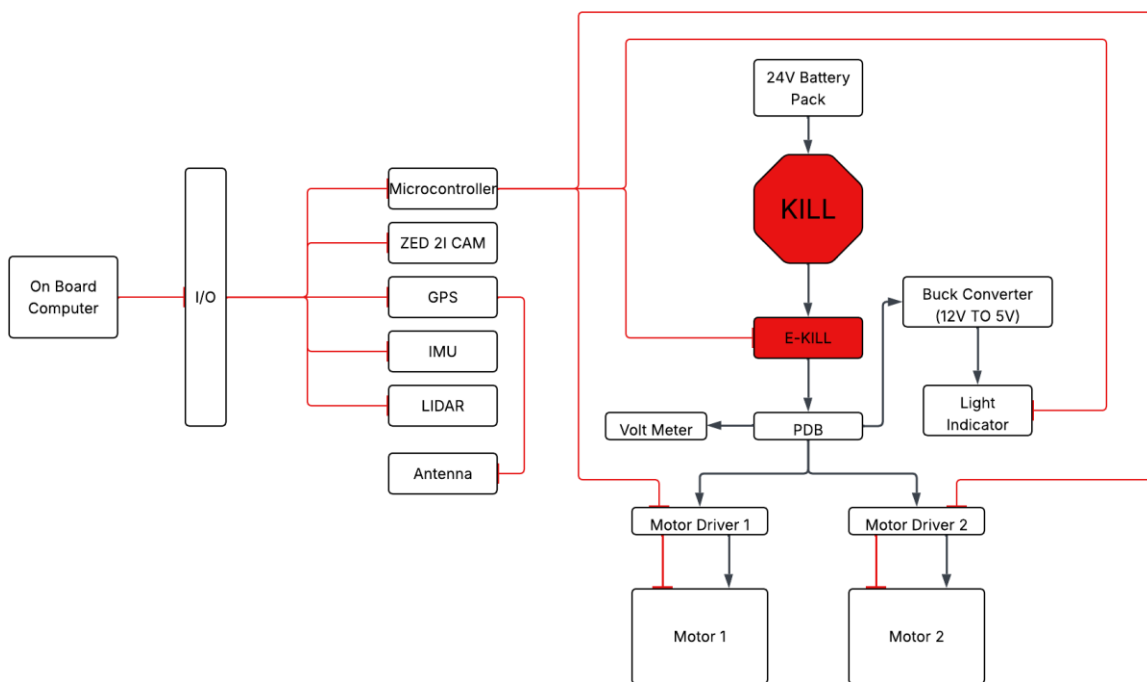 24V Battery
Pack
KILL
Microcontroller
ZED 2I CAM
On Board
Computer
I/O
GPS
Buck Converter
(12V TO 5V)
IMU
E-KILL
LIDAR
Light
Indicator
Volt Meter
PDB
Antenna
Motor Driver 1
Motor Driver 2
Motor 1
Motor 2